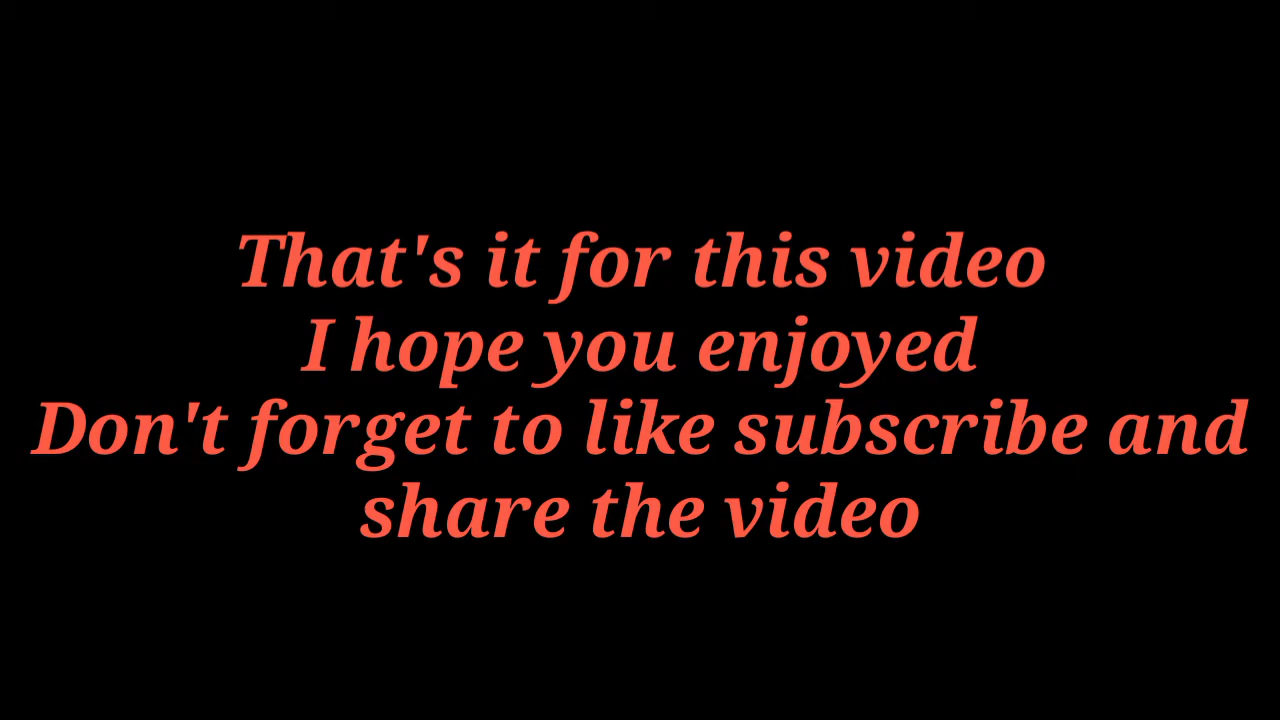 That's it for this video
I hope you enjoyed
Don't forget to like subscribe and
share the video